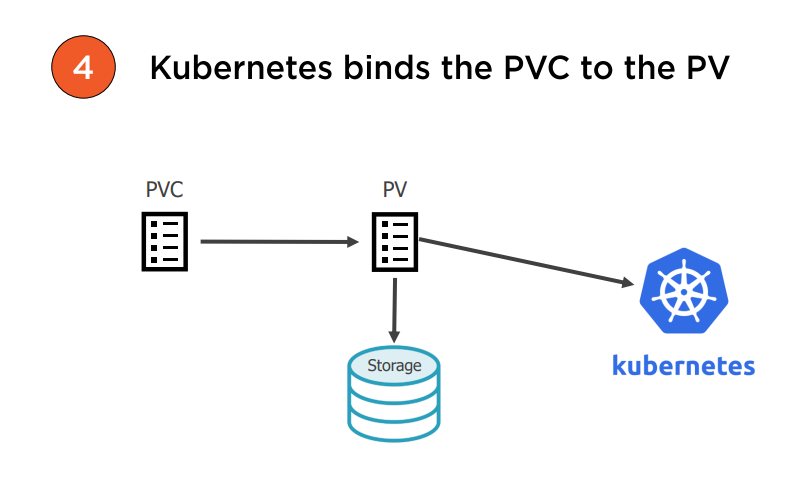 4
Kubernetes binds the PVC to the PV
PVC
PV
Storage
kubernetes